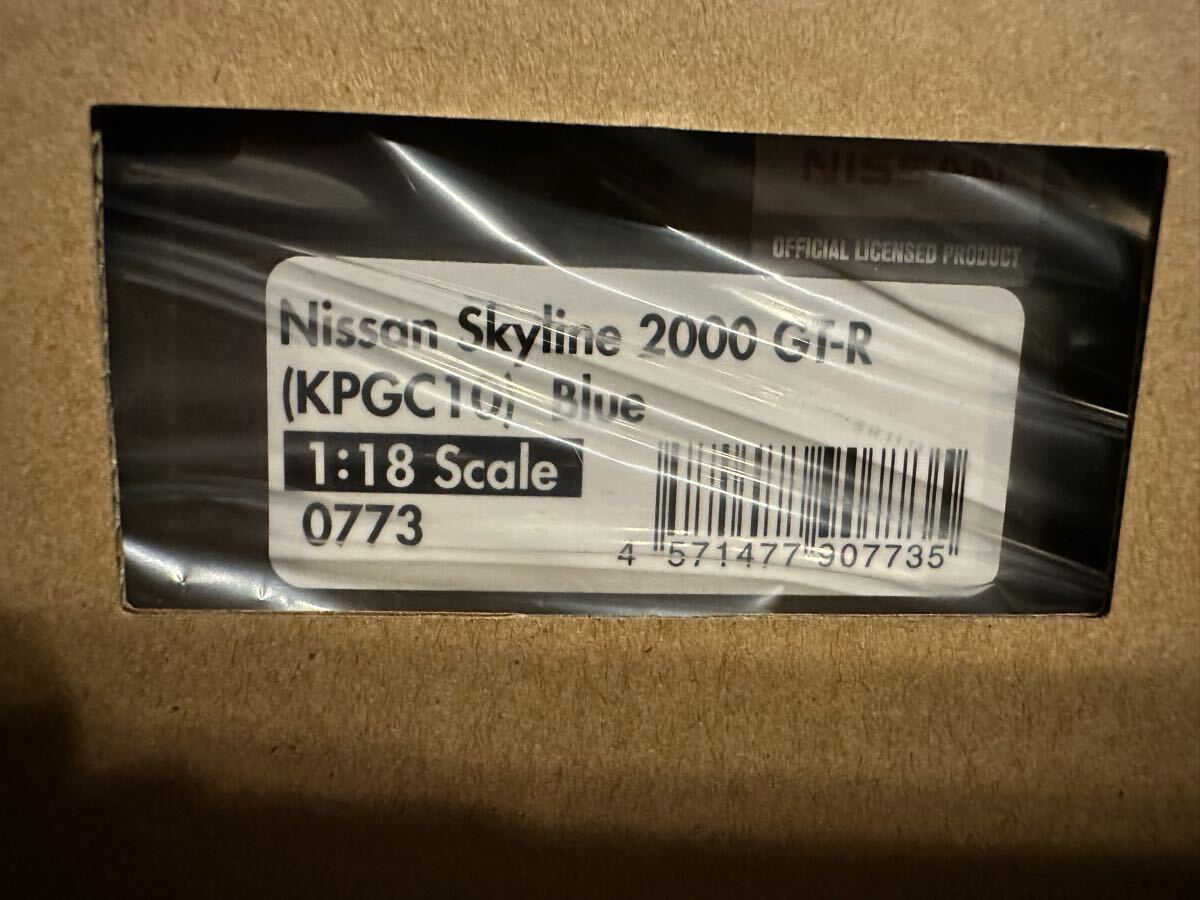 NISSAN
OFFICIAL LICENSED PRODUCT
Nissan Skyline 2000 GT-R
(KPGC10) Blue
1:18 Scale
0773
4 571477 907735